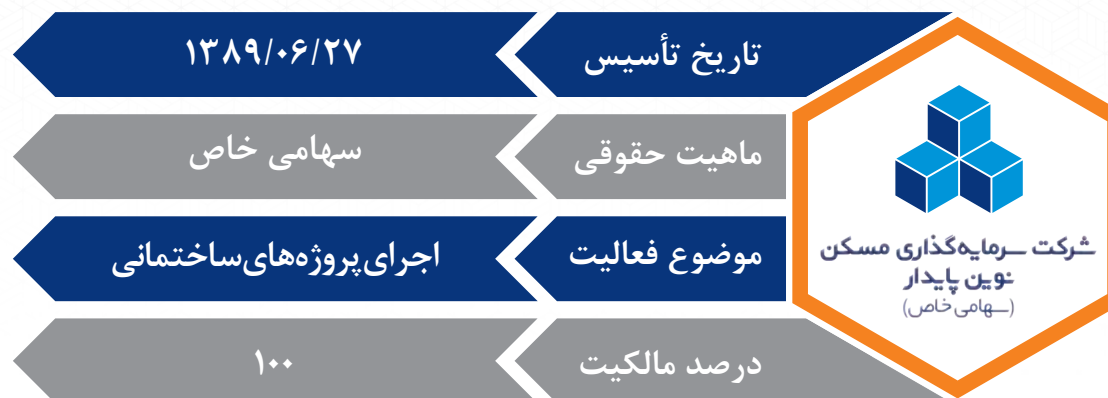 تاریخ تأسیس
۱۳۸۹/۰۶/۲۷
ماهیت حقوقی
سهامی خاص
موضوع فعالیت
اجرای پروژه‌های ساختمانی
درصد مالکیت
۱۰۰
شرکت سرمایه‌گذاری مسکن
نوین پایدار
(سهامی خاص)